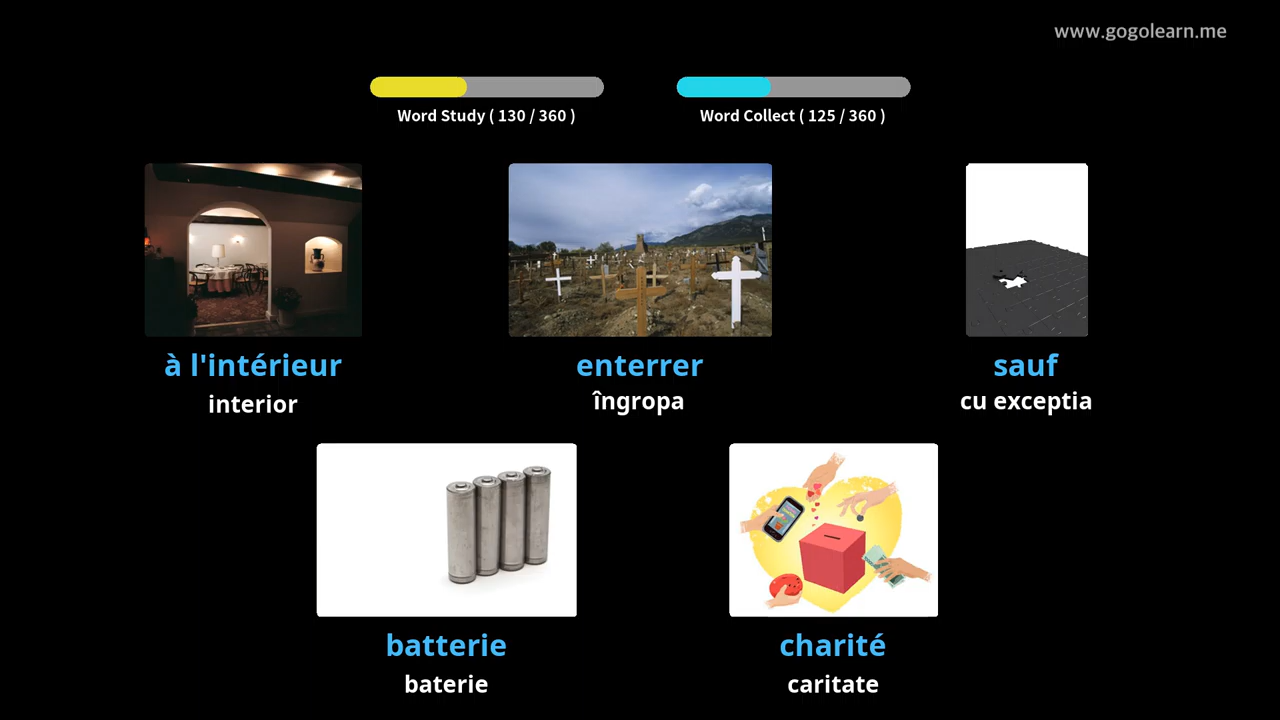 www.gogolearn.me
Word Study ( 130 / 360 )
Word Collect ( 125 / 360 )
à l'intérieur
interior
enterrer
îngropa
sauf
cu exceptia
batterie
baterie
charité
caritate